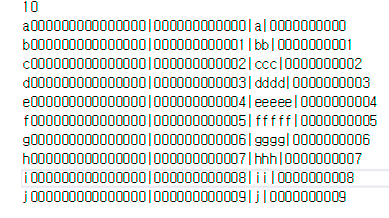 10
a000000000000000|000000000000|a|0000000000
b000000000000000|000000000001|bb|0000000001
c000000000000000|000000000002|ccc|0000000002
d000000000000000|000000000003|dddd|0000000003
e000000000000000|000000000004|eeeee|0000000004
f000000000000000|000000000005|fffff|0000000005
g000000000000000|000000000006|gggg|0000000006
h000000000000000|000000000007|hhh|0000000007
i000000000000000|000000000008|ii|0000000008
j000000000000000|000000000009|j|0000000009